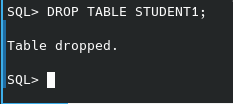 SQL> DROP TABLE STUDENT1;
Table dropped.
SQL>